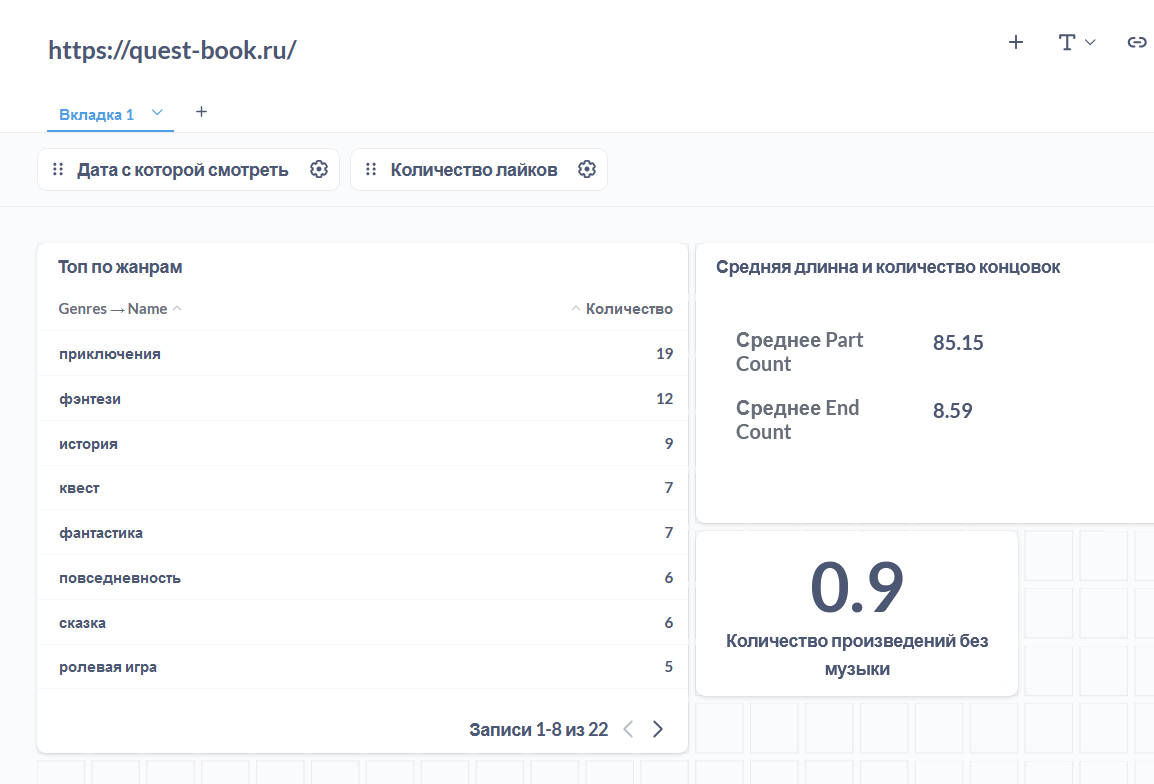 https://quest-book.ru/
Вкладка 1
Дата с которой смотреть
Количество лайков
Топ по жанрам
Genres → Name
Количество
приключения 19
фэнтези 12
история 9
квест 7
фантастика 7
повседневность 6
сказка 6
ролевая игра 5
Записи 1-8 из 22
Средняя длинна и количество концовок
Среднее Part
Count
85.15
Среднее End
Count
8.59
0.9
Количество произведений без
музыки